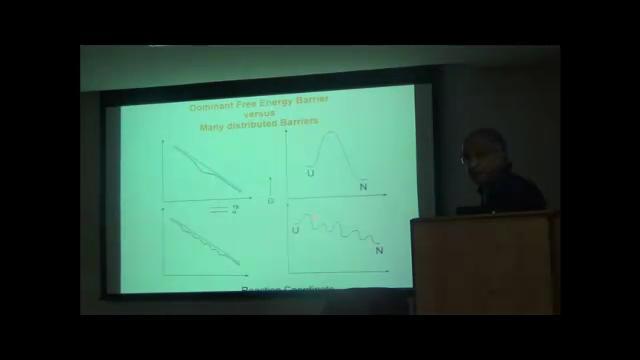 Dominant Free Energy Barrier
versus
Many distributed Barriers
U
N
U
N
Reaction Coordinate